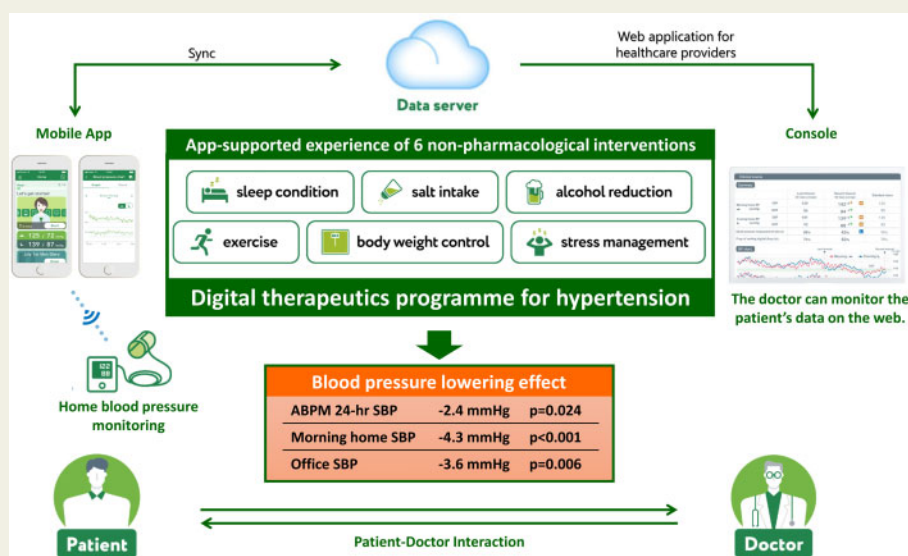 Sync
Web application for
healthcare providers
Data server
Mobile App
Console
App-supported experience of 6 non-pharmacological interventions
sleep condition
salt intake
alcohol reduction
exercise
body weight control
stress management
Digital therapeutics programme for hypertension
The doctor can monitor the
patient's data on the web.
Home blood pressure
monitoring
Blood pressure lowering effect
ABPM 24-hr SBP -2.4 mmHg p=0.024
Morning home SBP -4.3 mmHg p<0.001
Office SBP -3.6 mmHg p=0.006
Patient
Doctor
Patient-Doctor Interaction